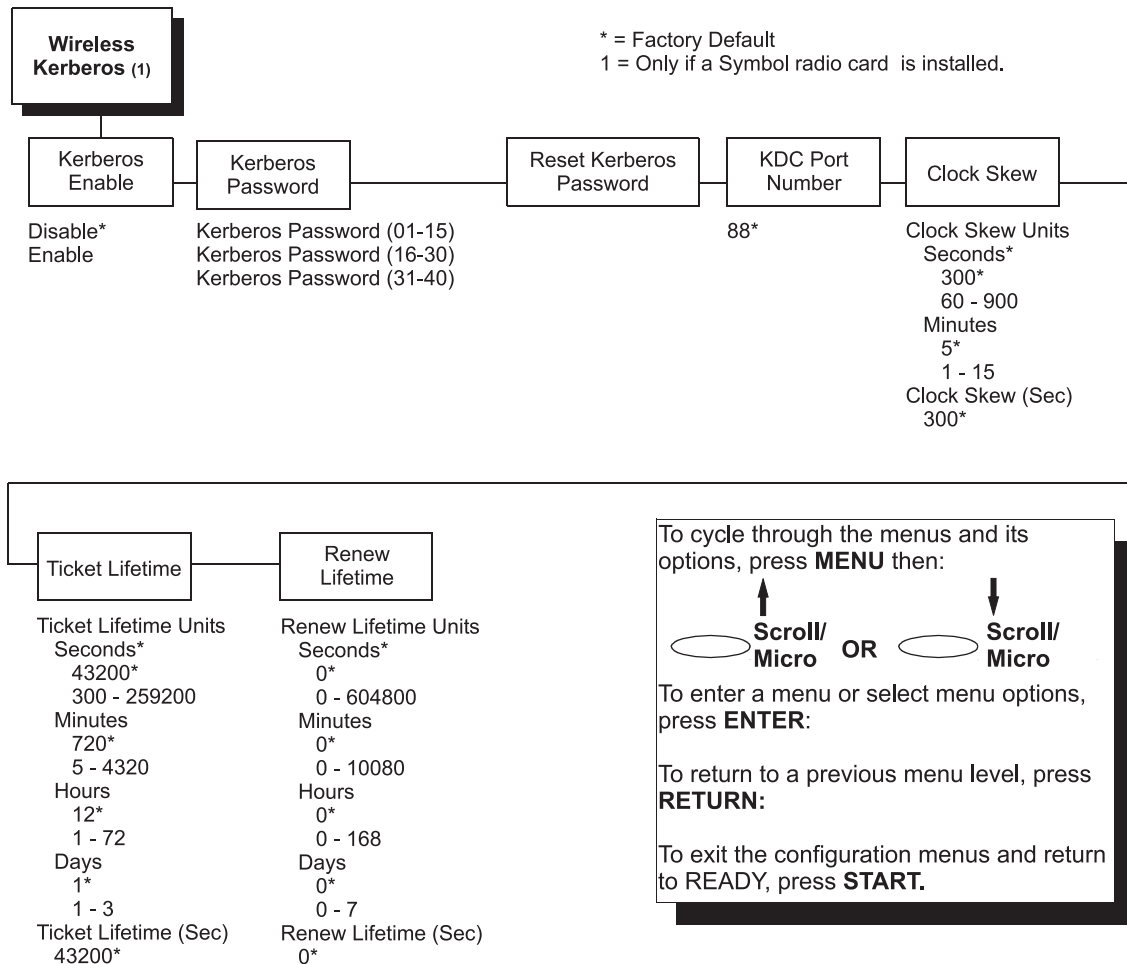 Wireless
Kerberos (1)
* = Factory Default
1 = Only if a Symbol radio card is installed.
Kerberos
Enable
Disable*
Enable
Kerberos
Password
Kerberos Password (01-15)
Kerberos Password (16-30)
Kerberos Password (31-40)
Reset Kerberos
Password
KDC Port
Number
88*
Clock Skew
Clock Skew Units
Seconds*
300*
60 - 900
Minutes
5*
1 - 15
Clock Skew (Sec)
300*
Ticket Lifetime
Ticket Lifetime Units
Seconds*
43200*
300 - 259200
Minutes
720*
5 - 4320
Hours
12*
1 - 72
Days
1*
1 - 3
Ticket Lifetime (Sec)
43200*
Renew
Lifetime
Renew Lifetime Units
Seconds*
0*
0 - 604800
Minutes
0*
0 - 10080
Hours
0*
0 - 168
Days
0*
0 - 7
Renew Lifetime (Sec)
0*
To cycle through the menus and its
options, press MENU then:
Scroll/
Micro
OR
Scroll/
Micro
To enter a menu or select menu options,
press ENTER:
To return to a previous menu level, press
RETURN:
To exit the configuration menus and return
to READY, press START.